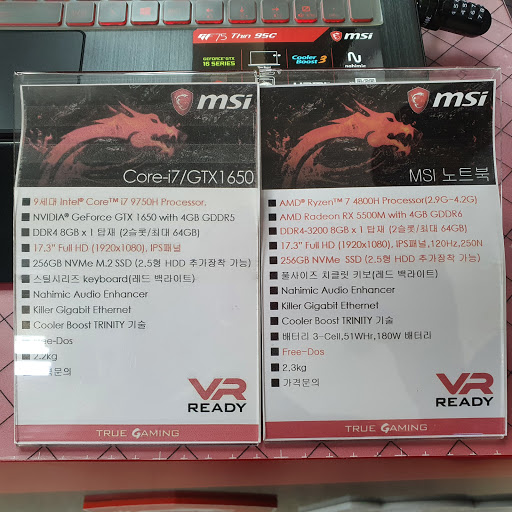 GF75 Thin 95C
msi
GEFORCE GTX
16 SERIES
Cooler
Boost 3
nahimic
msi
Core-i7/GTX1650
9세대 Intel® Core™ i7 9750H Processor.
NVIDIA® GeForce GTX 1650 with 4GB GDDR5
DDR4 8GB x 1 탑재 (2슬롯/최대 64GB)
17.3" Full HD (1920x1080), IPS패널
256GB NVMe M.2 SSD (2.5형 HDD 추가장착 가능)
스틸시리즈 keyboard(레드 백라이트)
Nahimic Audio Enhancer
Killer Gigabit Ethernet
Cooler Boost TRINITY 기술
Free-Dos
2.2kg
가격문의
VR
READY
TRUE GAMING
msi
MSI 노트북
AMD® Ryzen™ 7 4800H Processor(2.9G~4.2G)
AMD Radeon RX 5500M with 4GB GDDR6
DDR4-3200 8GB x 1 탑재 (2슬롯/최대 64GB)
17.3" Full HD (1920x1080), IPS패널,120Hz,250N
256GB NVMe SSD (2.5형 HDD 추가장착 가능)
풀사이즈 치클릿 키보(레드 백라이트)
Nahimic Audio Enhancer
Killer Gigabit Ethernet
Cooler Boost TRINITY 기술
배터리 3-Cell,51WHr,180W 배터리
Free-Dos
2.3kg
가격문의
VR
READY
TRUE GAMING